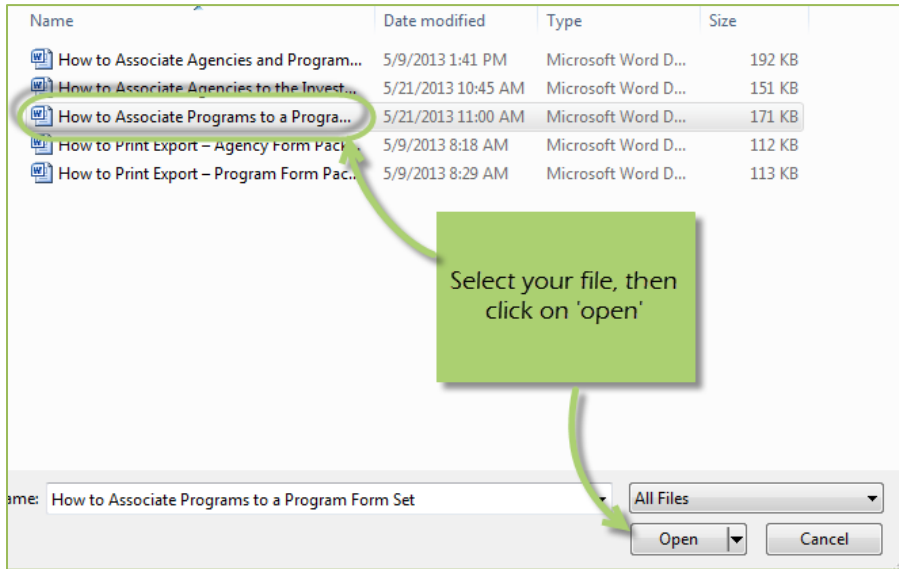 Name Date modified Type Size
How to Associate Agencies and Program... 5/9/2013 1:41 PM Microsoft Word D... 192 KB
How to Associate Agencies to the Invest... 5/21/2013 10:45 AM Microsoft Word D... 151 KB
How to Associate Programs to a Progra... 5/21/2013 11:00 AM Microsoft Word D... 171 KB
How to Print Export – Agency Form Pack... 5/9/2013 8:18 AM Microsoft Word D... 112 KB
How to Print Export – Program Form Pac... 5/9/2013 8:29 AM Microsoft Word D... 113 KB
Select your file, then
click on 'open'
ame: How to Associate Programs to a Program Form Set All Files
Open Cancel